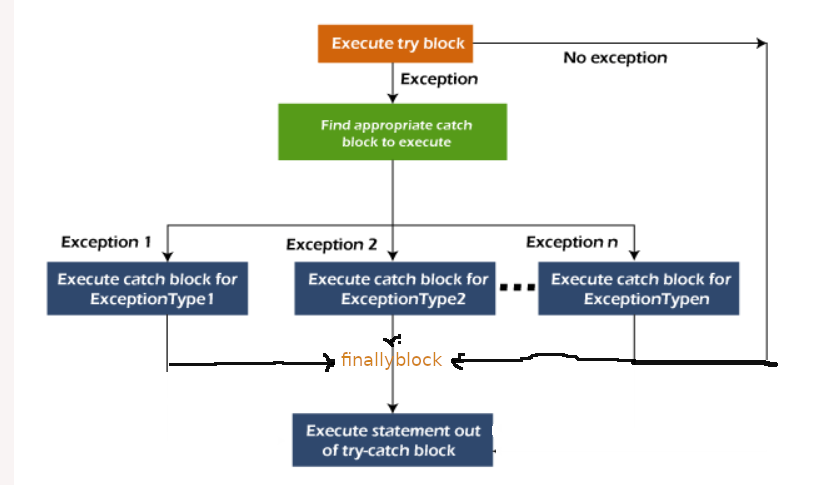 Execute try block
No exception
Exception
Find appropriate catch
block to execute
Exception 1
Exception 2
Exception n
Execute catch block for
ExceptionType1
Execute catch block for
ExceptionType2
Execute catch block for
ExceptionTypen
finallyblock
Execute statement out
of try-catch block